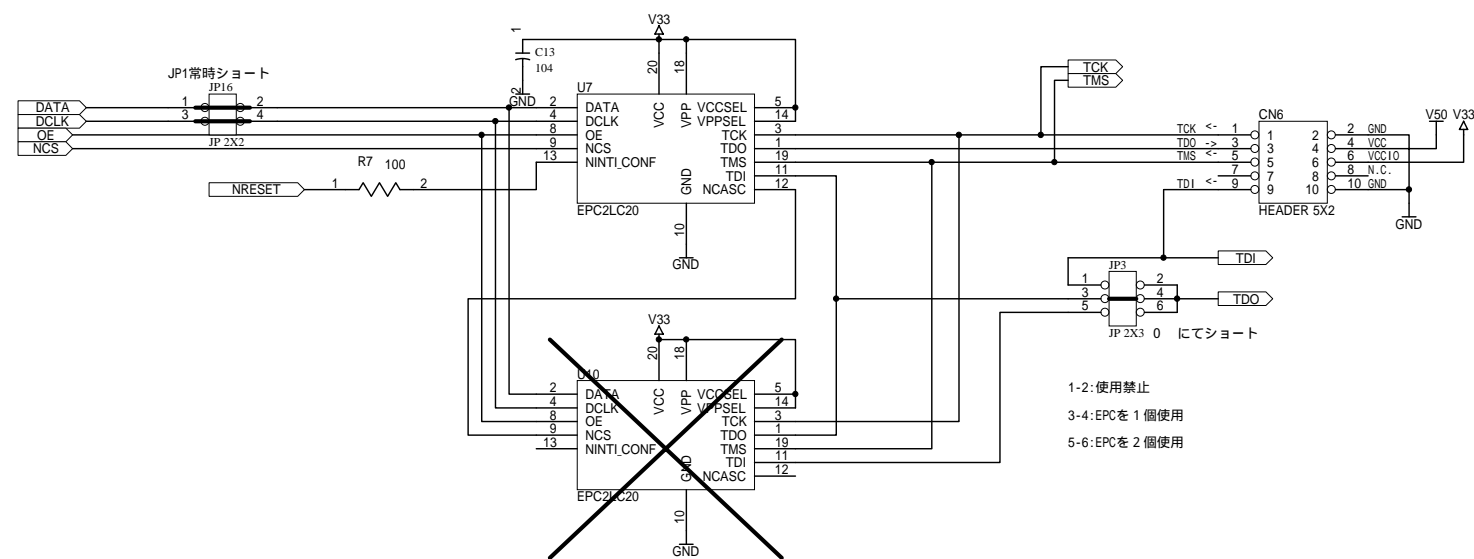 V33
1
C13
104
2
GND
20
18
JP1常時ショート
JP16
DATA
DCLK
OE
NCS
1 2
3 4
JP 2X2
R7 100
NRESET
1 2
U7
2 DATA
4 DCLK
8 OE
9 NCS
13 NINTI_CONF
VCC
VPP
GND
VCCSEL 5
VPPSEL 14
TCK 3
TDO 1
TMS 19
TDI 11
NCASC 12
EPC2LC20
10
GND
TCK
TMS
CN6
TCK <- 1 1
TDO -> 3 3
TMS <- 5 5
7 7
TDI <- 9 9
2 2 GND
4 4 VCC
6 6 VCCIO
8 8 N.C.
10 10 GND
HEADER 5X2
V50 V33
GND
TDI
TDO
JP3
1 2
3 4
5 6
JP 2X3 0 にてショート
1-2:使用禁止
3-4:EPCを1個使用
5-6:EPCを2個使用
V33
20
18
U10
2 DATA
4 DCLK
8 OE
9 NCS
13 NINTI_CONF
VCC
VPP
GND
VCCSEL 5
VPPSEL 14
TCK 3
TDO 1
TMS 19
TDI 11
NCASC 12
EPC2LC20
10
GND